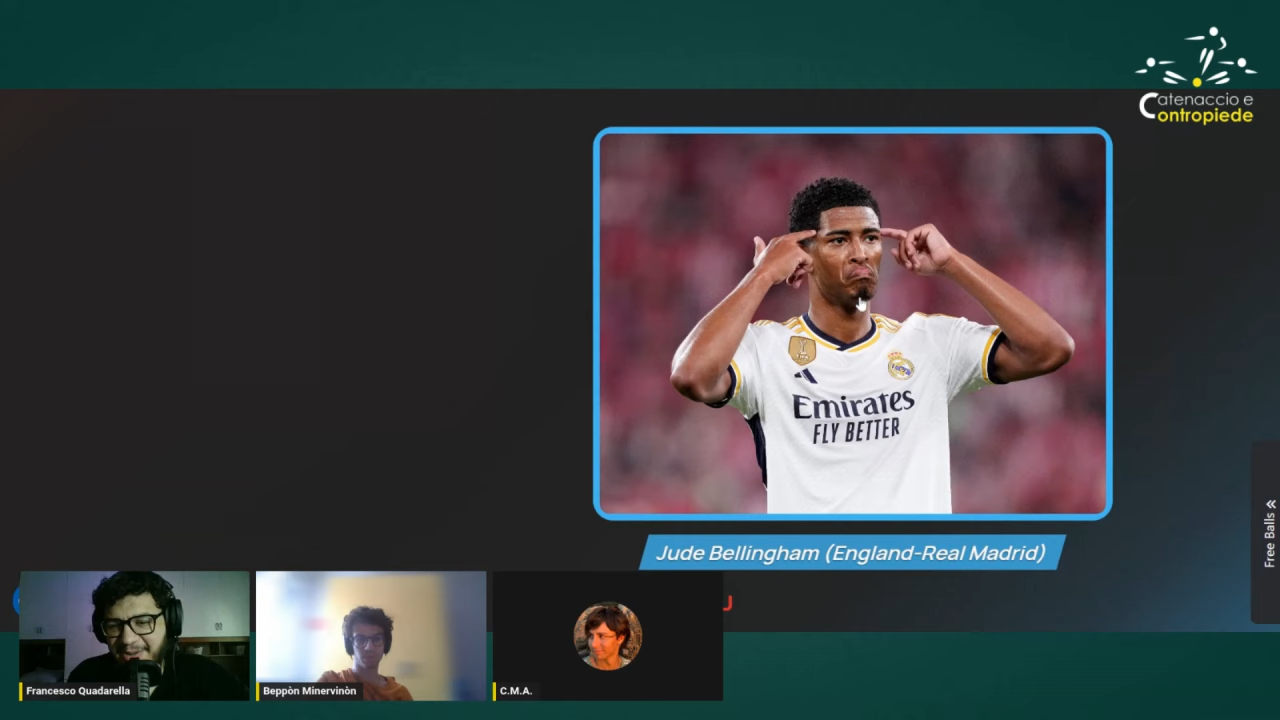 Catenaccio e
Contropiede
Emirates
FLY BETTER
Free Balls
Jude Bellingham (England-Real Madrid)
Francesco Quadarella
Beppòn Minervinòn
C.M.A.